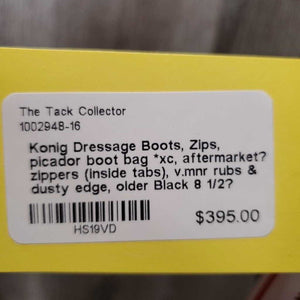 The Tack Collector
1002948-16
Konig Dressage Boots, Zips,
picador boot bag *xc, aftermarket?
zippers (inside tabs), v.mnr rubs &
dusty edge, older Black 8 1/2?
HS19VD
$395.00